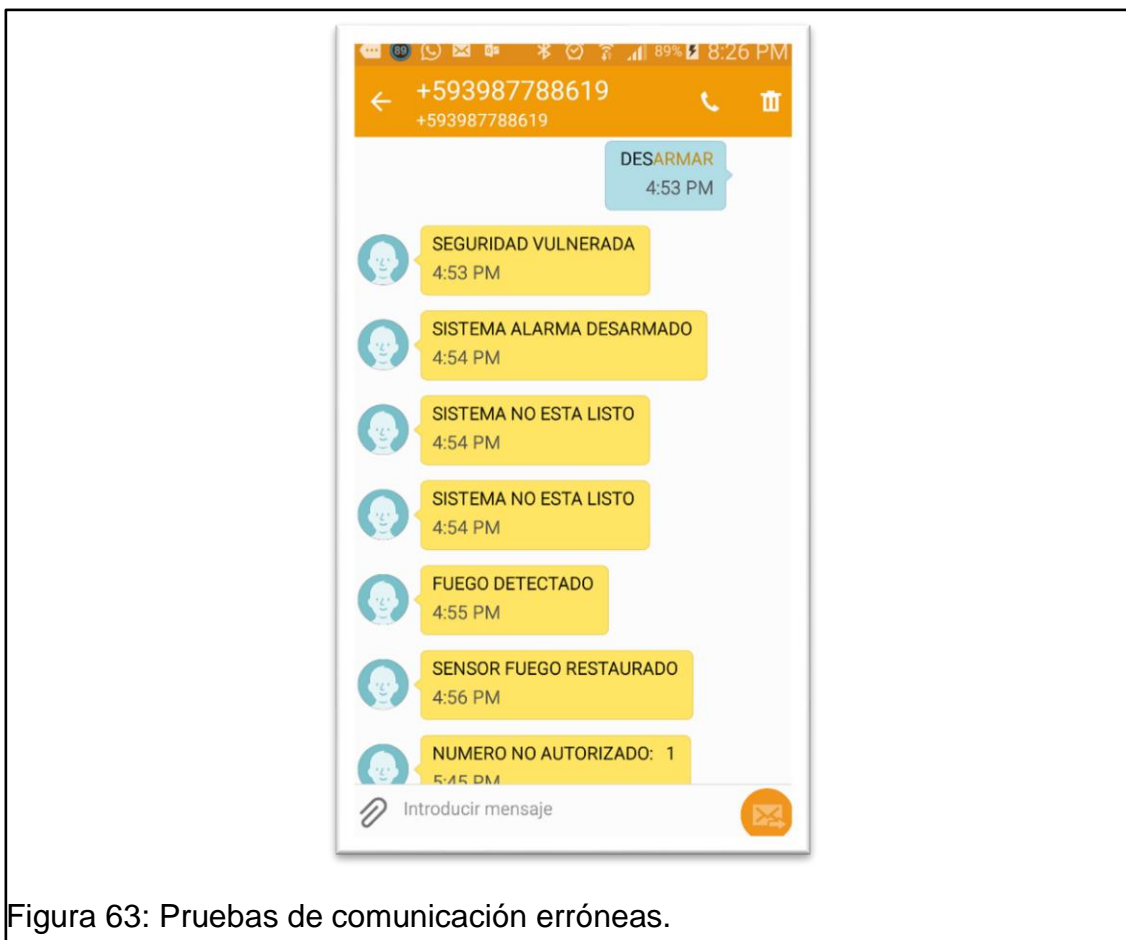 89 89% 8:26 PM
+593987788619
+593987788619
DESARMAR
4:53 PM
SEGURIDAD VULNERADA
4:53 PM
SISTEMA ALARMA DESARMADO
4:54 PM
SISTEMA NO ESTA LISTO
4:54 PM
SISTEMA NO ESTA LISTO
4:54 PM
FUEGO DETECTADO
4:55 PM
SENSOR FUEGO RESTAURADO
4:56 PM
NUMERO NO AUTORIZADO: 1
5:45 PM
Introducir mensaje
Figura 63: Pruebas de comunicación erróneas.